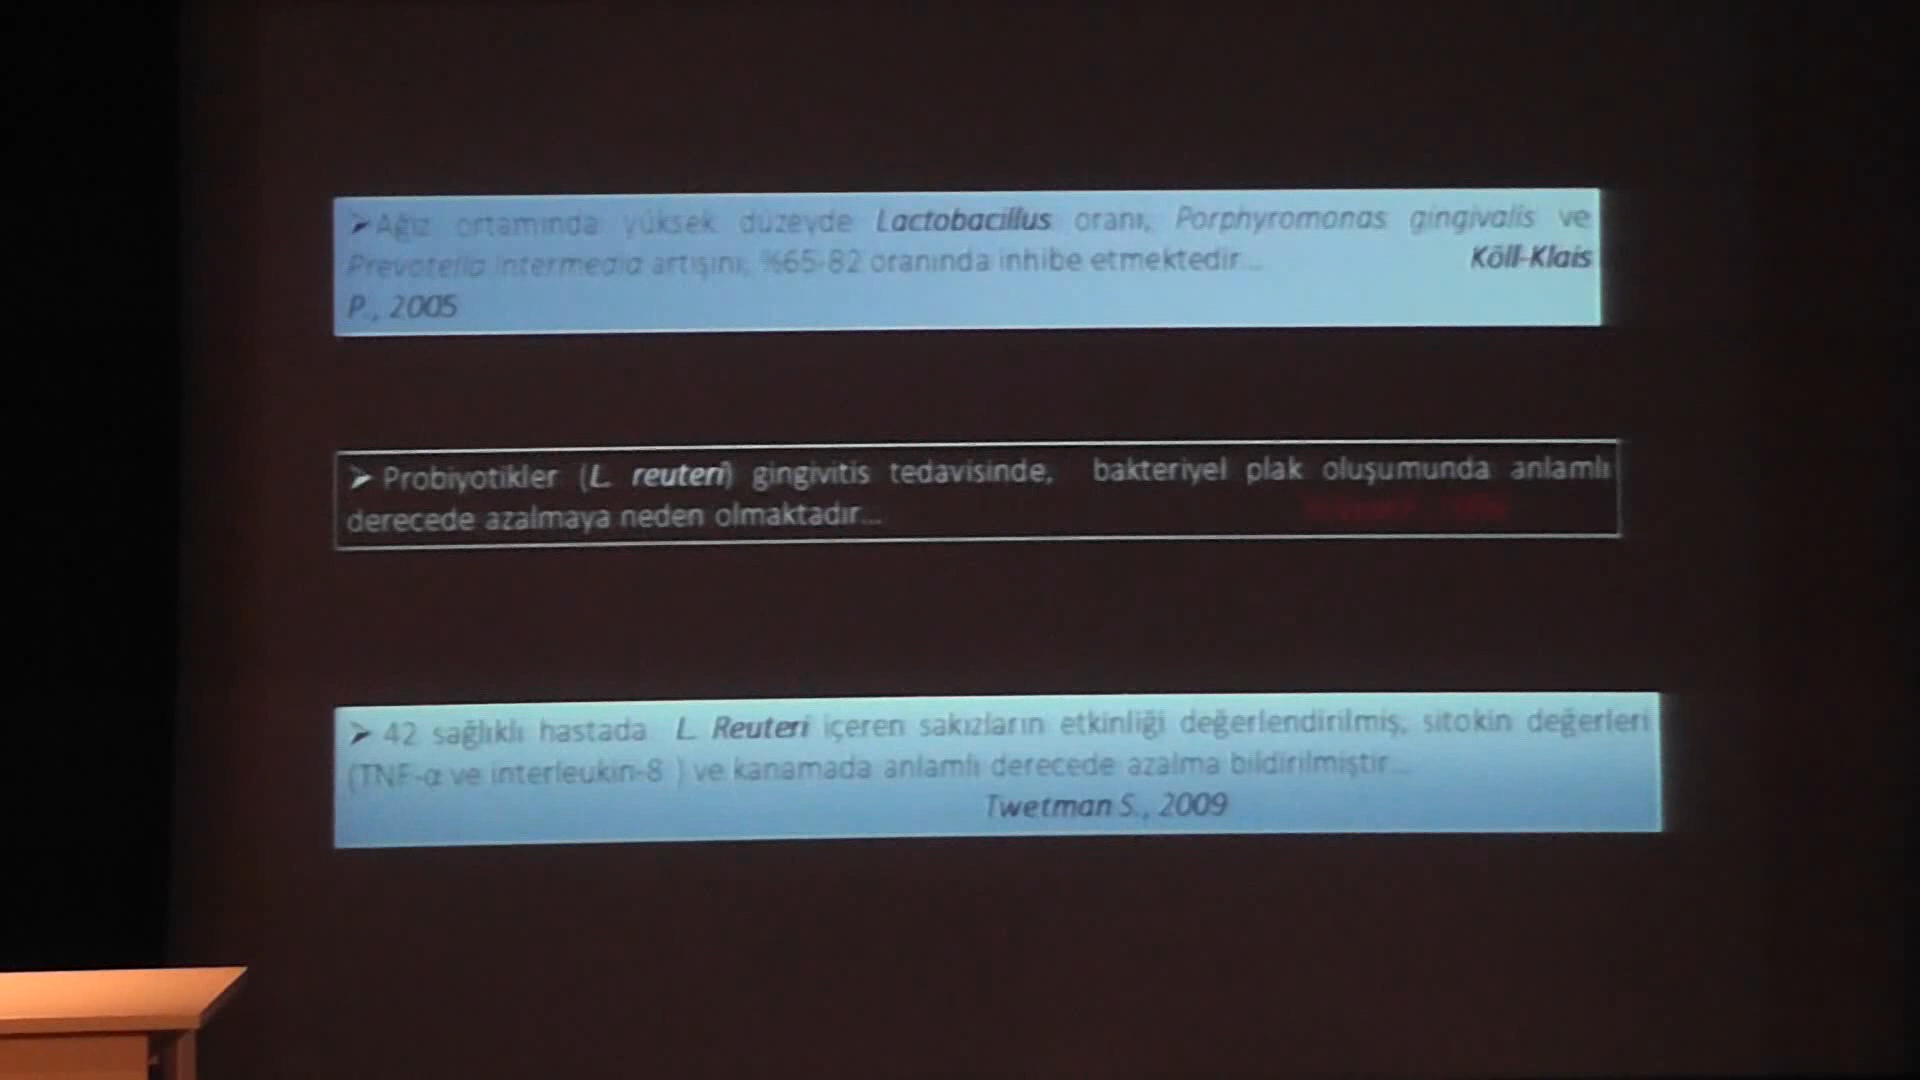 ➢Ağız ortamında yüksek düzeyde Lactobacillus oranı, Porphyromonas gingivalis ve
Prevotella intermedia artışını, %65-82 oranında inhibe etmektedir... Köll-Klais
P., 2005
➢ Probiyotikler (L. reuteri) gingivitis tedavisinde, bakteriyel plak oluşumunda anlamlı
derecede azalmaya neden olmaktadır...
➢ 42 sağlıklı hastada L. Reuteri içeren sakızların etkinliği değerlendirilmiş, sitokin değerleri
(TNF-α ve interleukin-8 ) ve kanamada anlamlı derecede azalma bildirilmiştir...
Twetman S., 2009